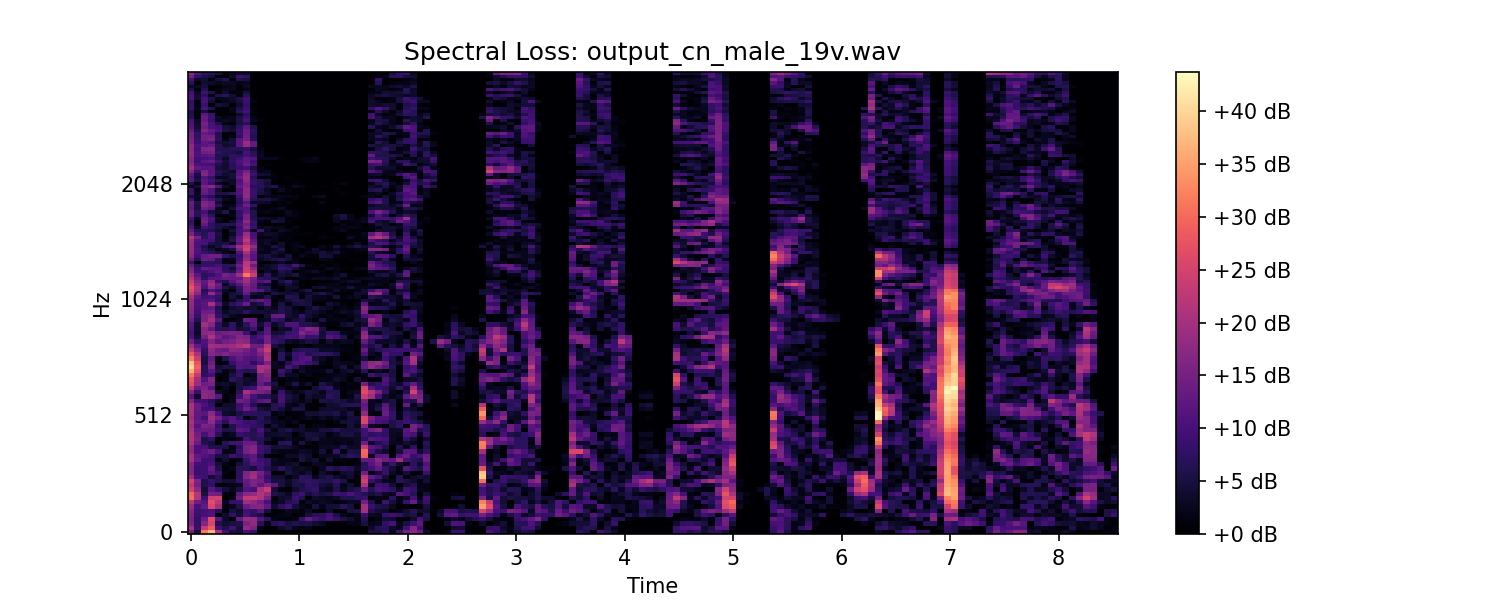 Spectral Loss: output_cn_male_19v.wav
Hz
2048
1024
512
0
0 1 2 3 4 5 6 7 8
Time
+40 dB
+35 dB
+30 dB
+25 dB
+20 dB
+15 dB
+10 dB
+5 dB
+0 dB